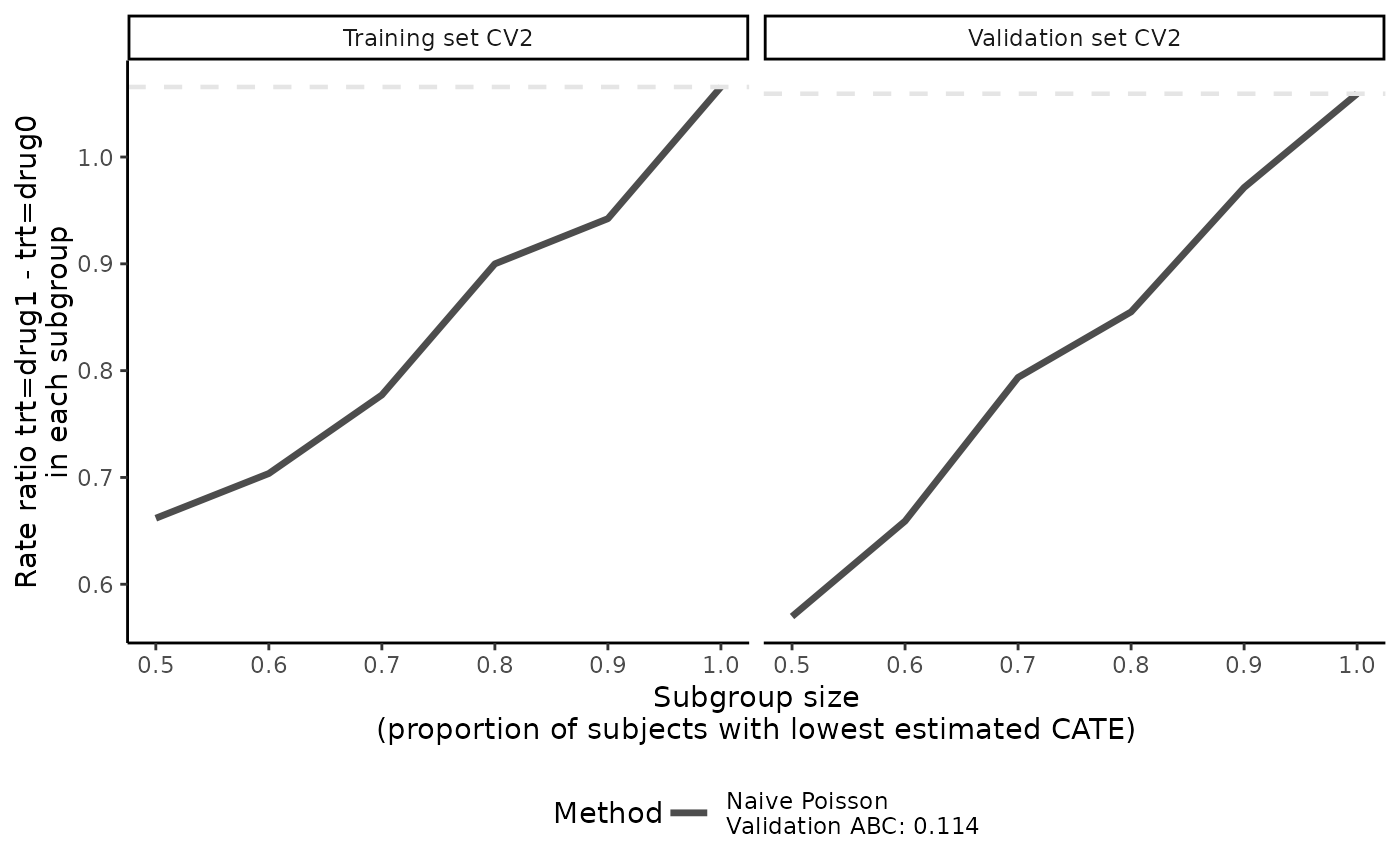 Training set CV2
Validation set CV2
Rate ratio trt=drug1 - trt=drug0
in each subgroup
1.0
0.9
0.8
0.7
0.6
0.5 0.6 0.7 0.8 0.9 1.0
0.5 0.6 0.7 0.8 0.9 1.0
Subgroup size
(proportion of subjects with lowest estimated CATE)
Method
Naive Poisson
Validation ABC: 0.114